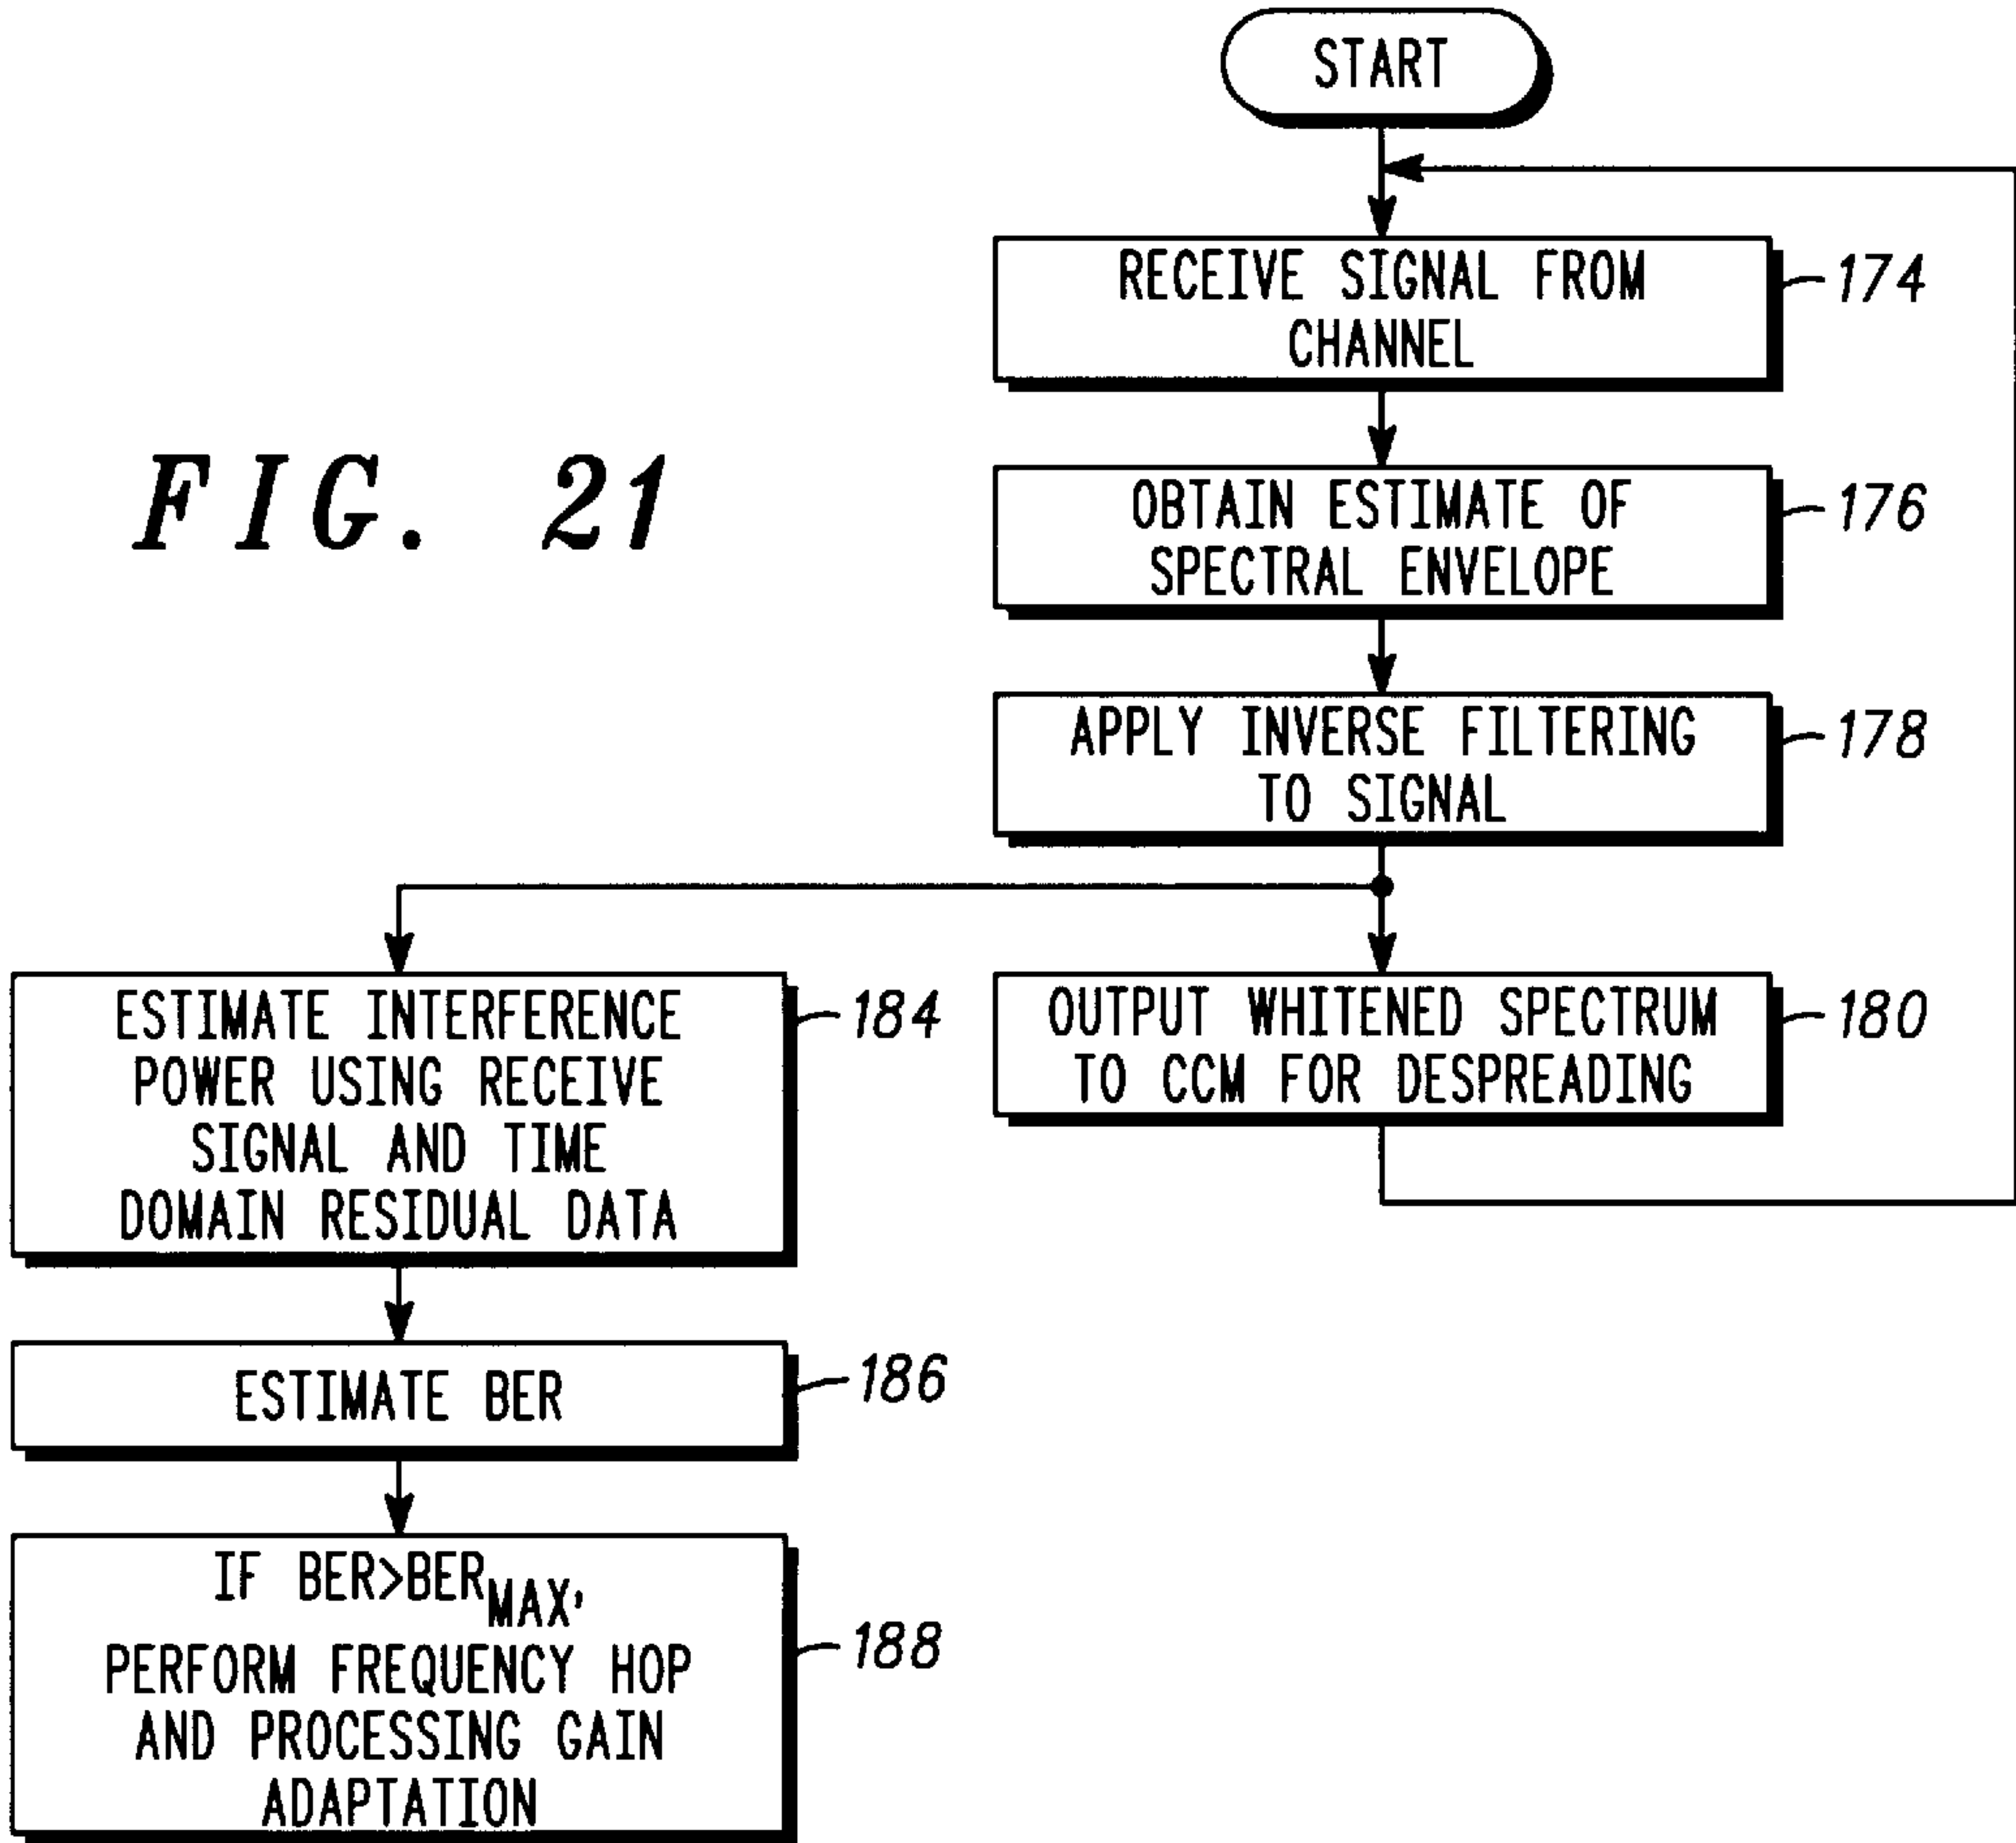 START
RECEIVE SIGNAL FROM
CHANNEL
174
FIG. 21
OBTAIN ESTIMATE OF
SPECTRAL ENVELOPE
176
APPLY INVERSE FILTERING
TO SIGNAL
178
ESTIMATE INTERFERENCE
POWER USING RECEIVE
SIGNAL AND TIME
DOMAIN RESIDUAL DATA
184
OUTPUT WHITENED SPECTRUM
TO CCM FOR DESPREADING
180
ESTIMATE BER
186
IF BER>BERMAX,
PERFORM FREQUENCY HOP
AND PROCESSING GAIN
ADAPTATION
188